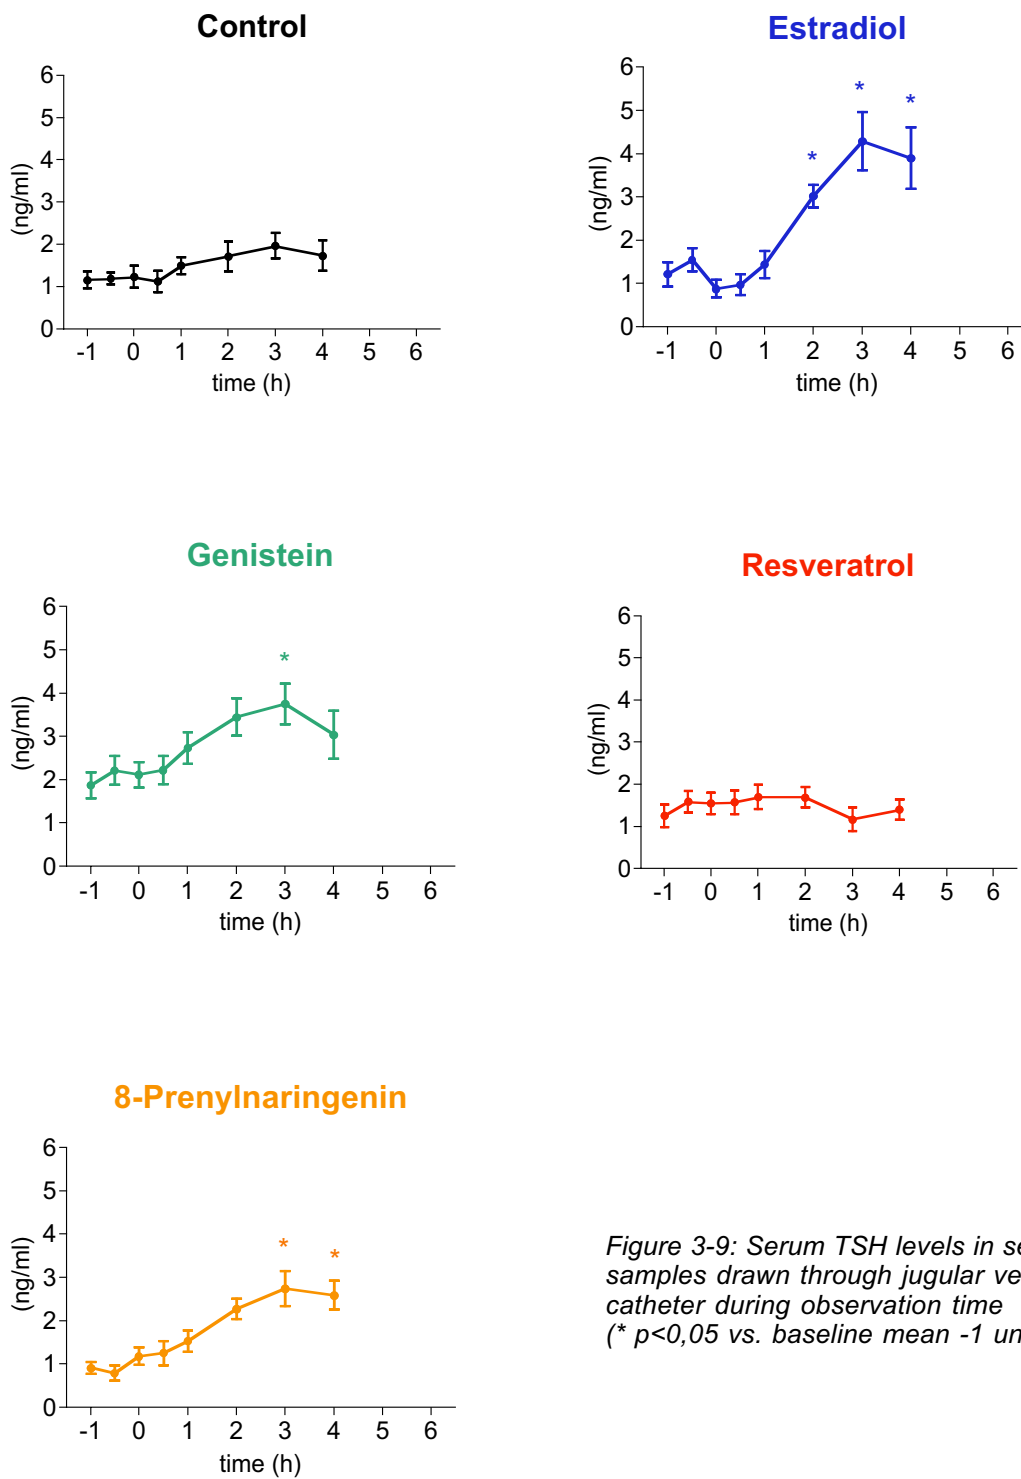 Control
6
5
4
3
2
1
0
(ng/ml)
-1 0 1 2 3 4 5 6
time (h)
Estradiol
6
5
4
3
2
1
0
(ng/ml)
* * *
-1 0 1 2 3 4 5 6
time (h)
Genistein
6
5
4
3
2
1
0
(ng/ml)
*
-1 0 1 2 3 4 5 6
time (h)
Resveratrol
6
5
4
3
2
1
0
(ng/ml)
-1 0 1 2 3 4 5 6
time (h)
8-Prenylnaringenin
6
5
4
3
2
1
0
(ng/ml)
* *
-1 0 1 2 3 4 5 6
time (h)
Figure 3-9: Serum TSH levels in
samples drawn through jugular
catheter during observation time
(* p<0,05 vs. baseline mean -1